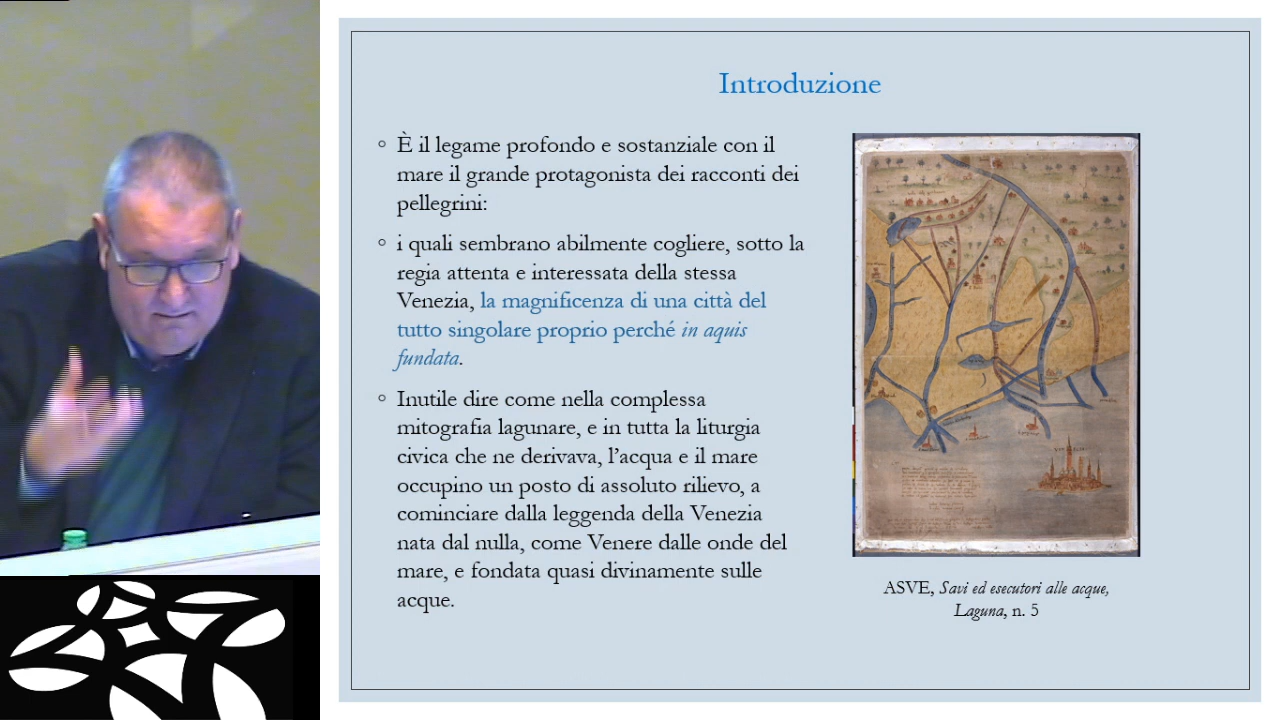 Introduzione
◦ È il legame profondo e sostanziale con il
mare il grande protagonista dei racconti dei
pellegrini:
◦ i quali sembrano abilmente cogliere, sotto la
regia attenta e interessata della stessa
Venezia, la magnificenza di una città del
tutto singolare proprio perché in aquis
fundata.
◦ Inutile dire come nella complessa
mitografia lagunare, e in tutta la liturgia
civica che ne derivava, l’acqua e il mare
occupino un posto di assoluto rilievo, a
cominciare dalla leggenda della Venezia
nata dal nulla, come Venere dalle onde del
mare, e fondata quasi divinamente sulle
acque.
ASVE, Savi ed esecutori alle acque,
Laguna, n. 5